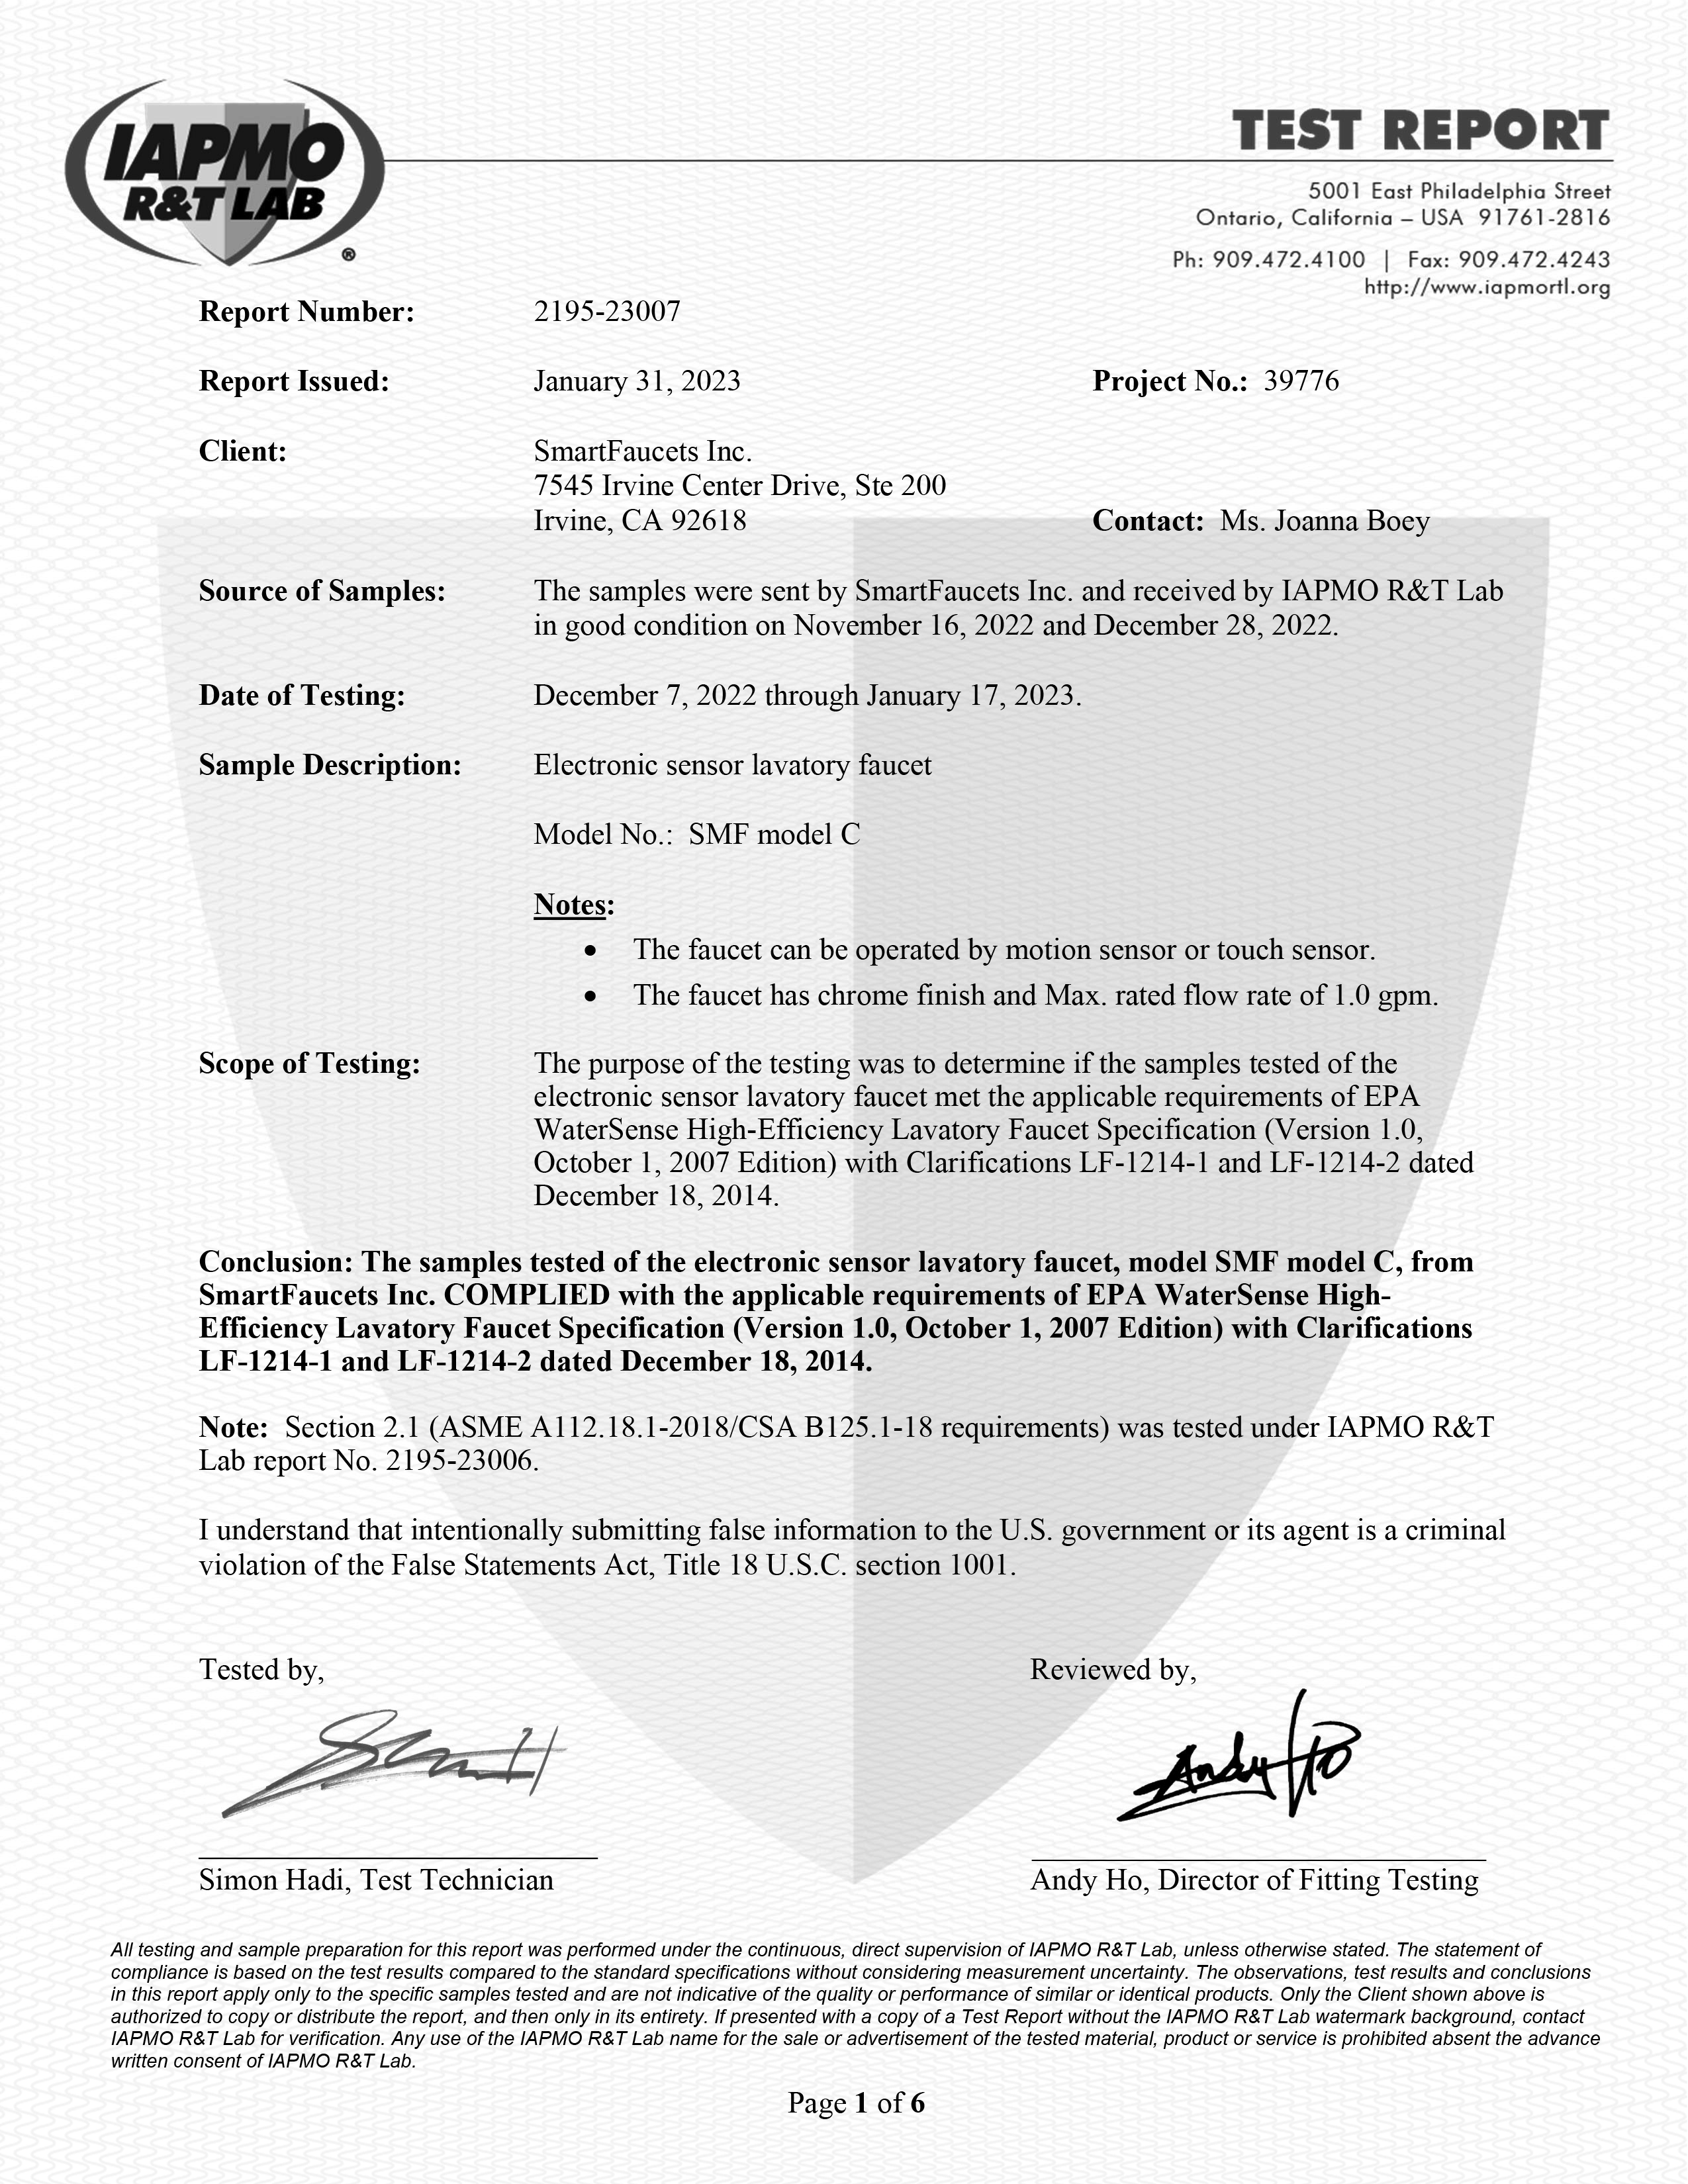 IAPMO
R&T LAB
®
TEST REPORT
5001 East Philadelphia Street
Ontario, California – USA 91761-2816
Ph: 909.472.4100 | Fax: 909.472.4243
http://www.iapmortl.org
Report Number: 2195-23007
Report Issued: January 31, 2023 Project No.: 39776
Client: SmartFaucets Inc.
7545 Irvine Center Drive, Ste 200
Irvine, CA 92618 Contact: Ms. Joanna Boey
Source of Samples: The samples were sent by SmartFaucets Inc. and received by IAPMO R&T Lab
in good condition on November 16, 2022 and December 28, 2022.
Date of Testing: December 7, 2022 through January 17, 2023.
Sample Description: Electronic sensor lavatory faucet
Model No.: SMF model C
Notes:
• The faucet can be operated by motion sensor or touch sensor.
• The faucet has chrome finish and Max. rated flow rate of 1.0 gpm.
Scope of Testing: The purpose of the testing was to determine if the samples tested of the
electronic sensor lavatory faucet met the applicable requirements of EPA
WaterSense High-Efficiency Lavatory Faucet Specification (Version 1.0,
October 1, 2007 Edition) with Clarifications LF-1214-1 and LF-1214-2 dated
December 18, 2014.
Conclusion: The samples tested of the electronic sensor lavatory faucet, model SMF model C, from
SmartFaucets Inc. COMPLIED with the applicable requirements of EPA WaterSense High-
Efficiency Lavatory Faucet Specification (Version 1.0, October 1, 2007 Edition) with Clarifications
LF-1214-1 and LF-1214-2 dated December 18, 2014.
Note: Section 2.1 (ASME A112.18.1-2018/CSA B125.1-18 requirements) was tested under IAPMO R&T
Lab report No. 2195-23006.
I understand that intentionally submitting false information to the U.S. government or its agent is a criminal
violation of the False Statements Act, Title 18 U.S.C. section 1001.
Tested by, Reviewed by,
Andy Ho
Simon Hadi, Test Technician Andy Ho, Director of Fitting Testing
All testing and sample preparation for this report was performed under the continuous, direct supervision of IAPMO R&T Lab, unless otherwise stated. The statement of
compliance is based on the test results compared to the standard specifications without considering measurement uncertainty. The observations, test results and conclusions
in this report apply only to the specific samples tested and are not indicative of the quality or performance of similar or identical products. Only the Client shown above is
authorized to copy or distribute the report, and then only in its entirety. If presented with a copy of a Test Report without the IAPMO R&T Lab watermark background, contact
IAPMO R&T Lab for verification. Any use of the IAPMO R&T Lab name for the sale or advertisement of the tested material, product or service is prohibited absent the advance
written consent of IAPMO R&T Lab.
Page 1 of 6